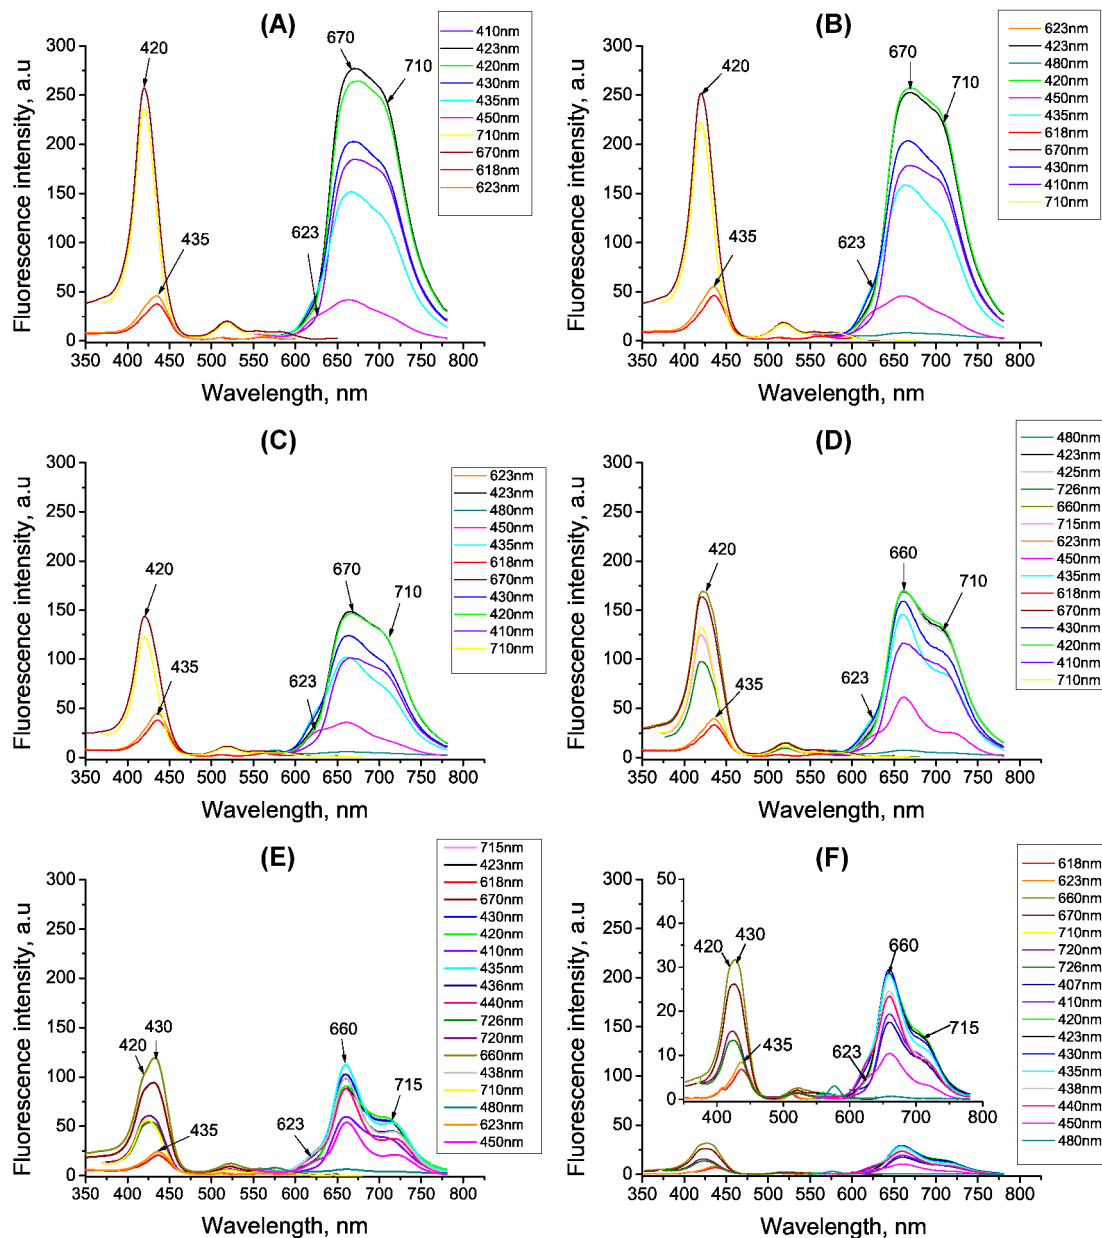 (A)
Fluorescence intensity, a.u
300
250
200
150
100
50
0
350 400 450 500 550 600 650 700 750 800
Wavelength, nm
420
435
623
670
710
410nm
423nm
420nm
430nm
435nm
450nm
710nm
670nm
618nm
623nm
(B)
Fluorescence intensity, a.u
300
250
200
150
100
50
0
350 400 450 500 550 600 650 700 750 800
Wavelength, nm
420
435
623
670
710
623nm
423nm
480nm
420nm
450nm
435nm
618nm
670nm
430nm
410nm
710nm
(C)
Fluorescence intensity, a.u
300
250
200
150
100
50
0
350 400 450 500 550 600 650 700 750 800
Wavelength, nm
420
435
623
670
710
623nm
423nm
480nm
450nm
435nm
618nm
670nm
430nm
420nm
410nm
710nm
(D)
Fluorescence intensity, a.u
300
250
200
150
100
50
0
350 400 450 500 550 600 650 700 750 800
Wavelength, nm
420
435
623
660
710
480nm
423nm
425nm
726nm
660nm
715nm
623nm
450nm
435nm
618nm
670nm
430nm
420nm
410nm
710nm
(E)
Fluorescence intensity, a.u
300
250
200
150
100
50
0
350 400 450 500 550 600 650 700 750 800
Wavelength, nm
420
430
435
623
660
715
715nm
423nm
618nm
670nm
430nm
420nm
410nm
435nm
436nm
440nm
726nm
720nm
660nm
438nm
710nm
480nm
623nm
450nm
(F)
Fluorescence intensity, a.u
300
250
200
150
100
50
0
350 400 450 500 550 600 650 700 750 800
Wavelength, nm
50
40
30
20
10
0
400 450 500 550 600 650 700 750 800
420
430
435
623
660
715
618nm
623nm
660nm
670nm
710nm
720nm
726nm
407nm
410nm
420nm
423nm
430nm
435nm
438nm
440nm
450nm
480nm